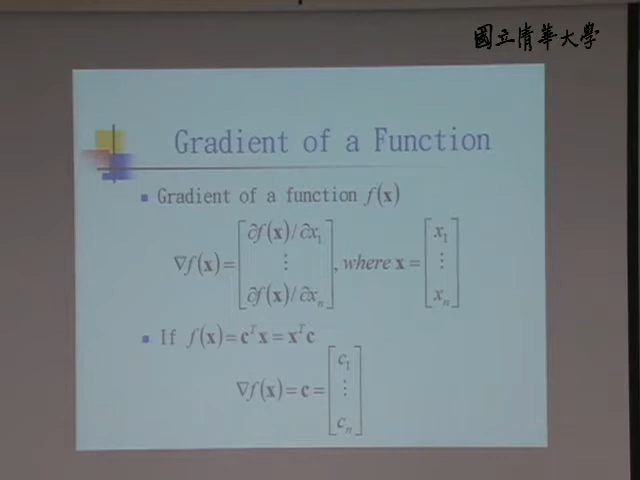 國立清華大學
Gradient of a Function
Gradient of a function f(x)
∇f(x)=[∂f(x)/∂x₁ ⋮ ∂f(x)/∂xₙ], where x=[x₁ ⋮ xₙ]
If f(x)=cᵀx=xᵀc
∇f(x)=c=[c₁ ⋮ cₙ]